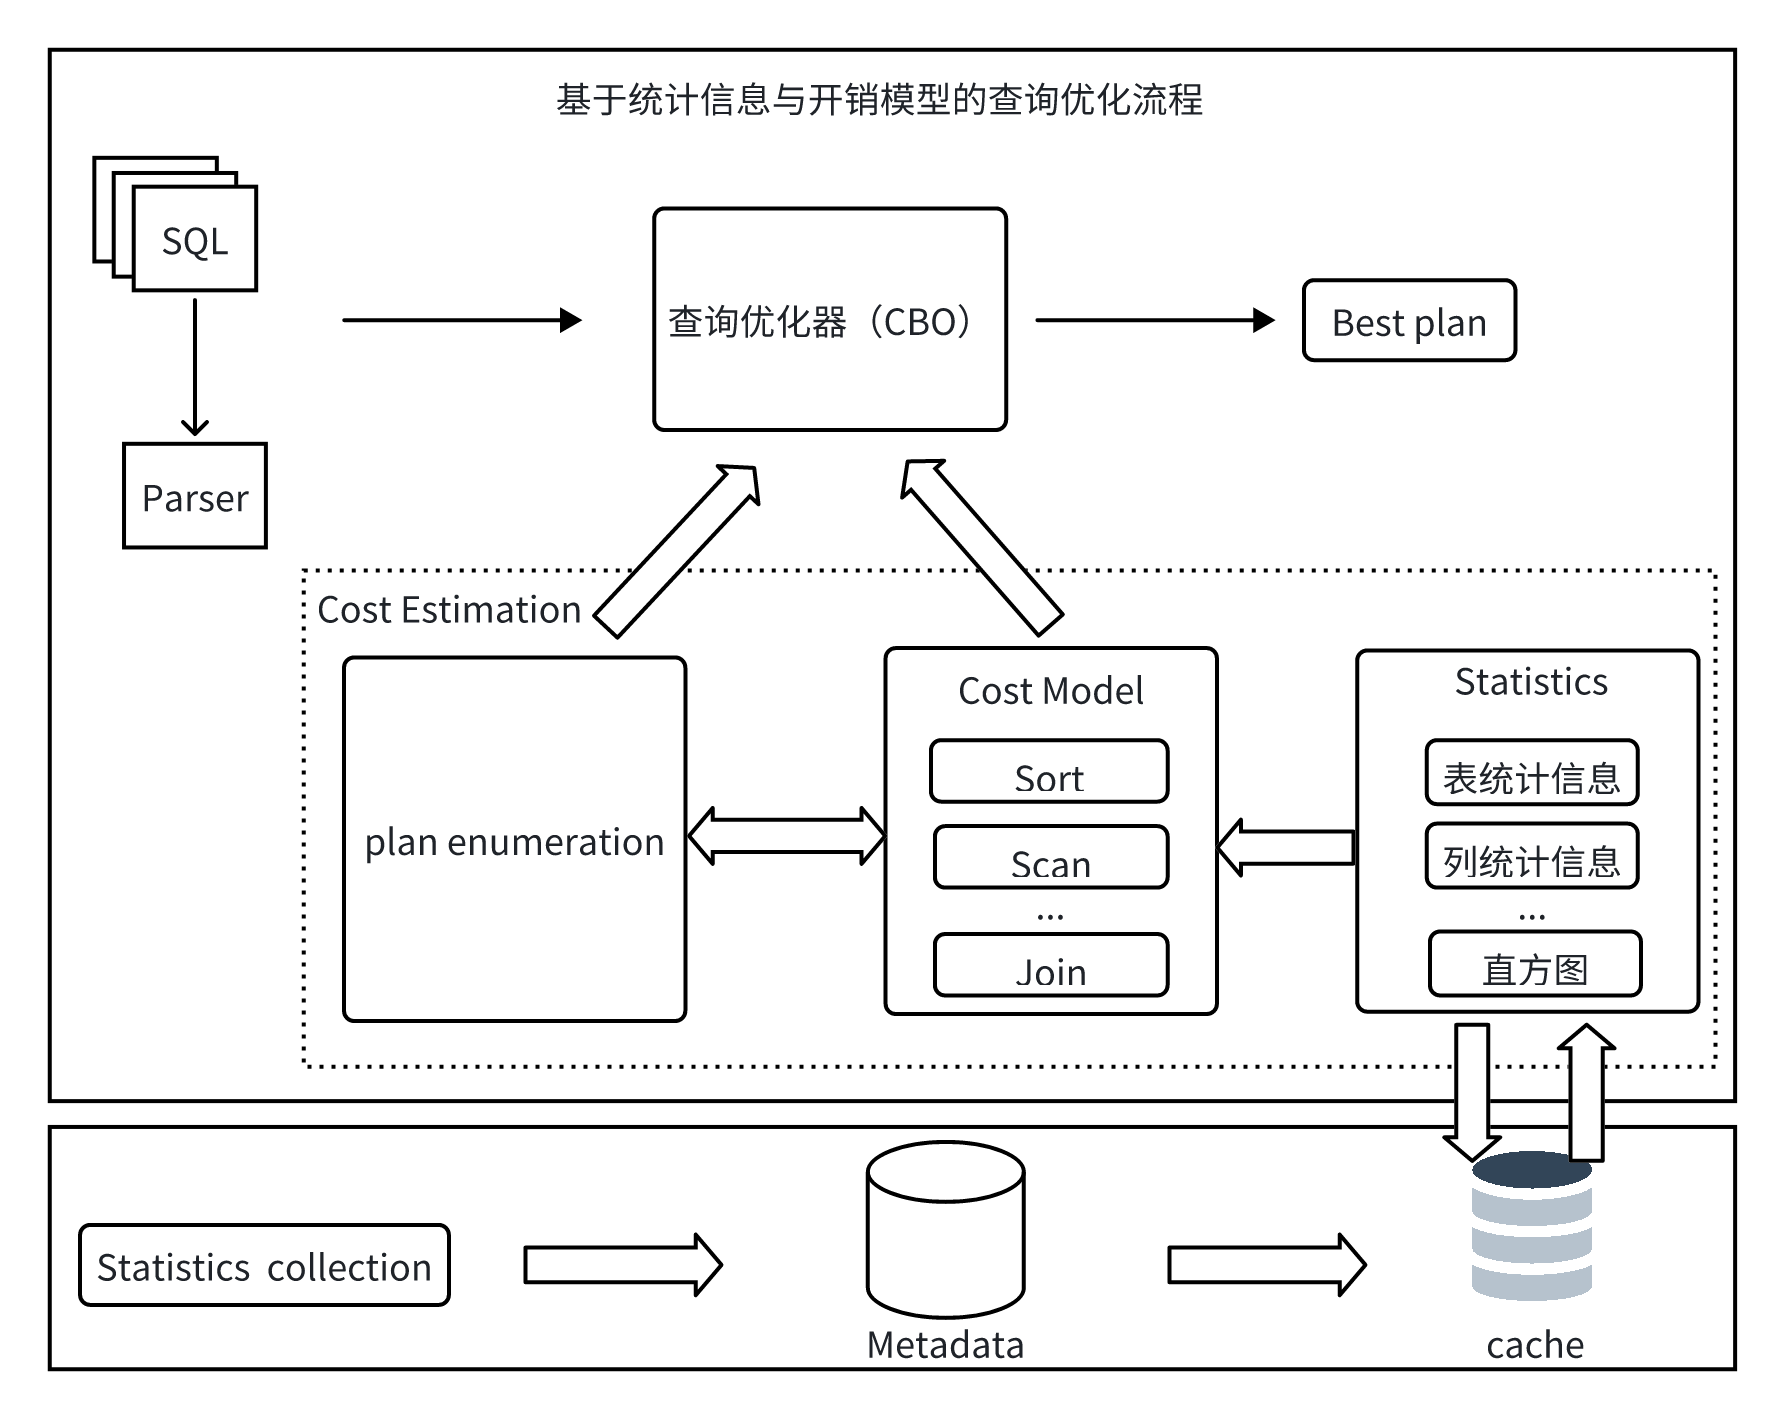 基于统计信息与开销模型的查询优化流程
SQL
查询优化器（CBO）
Best plan
Parser
Cost Estimation
plan enumeration
Cost Model
Sort
Scan
...
Join
Statistics
表统计信息
列统计信息
...
直方图
Statistics collection
Metadata
cache